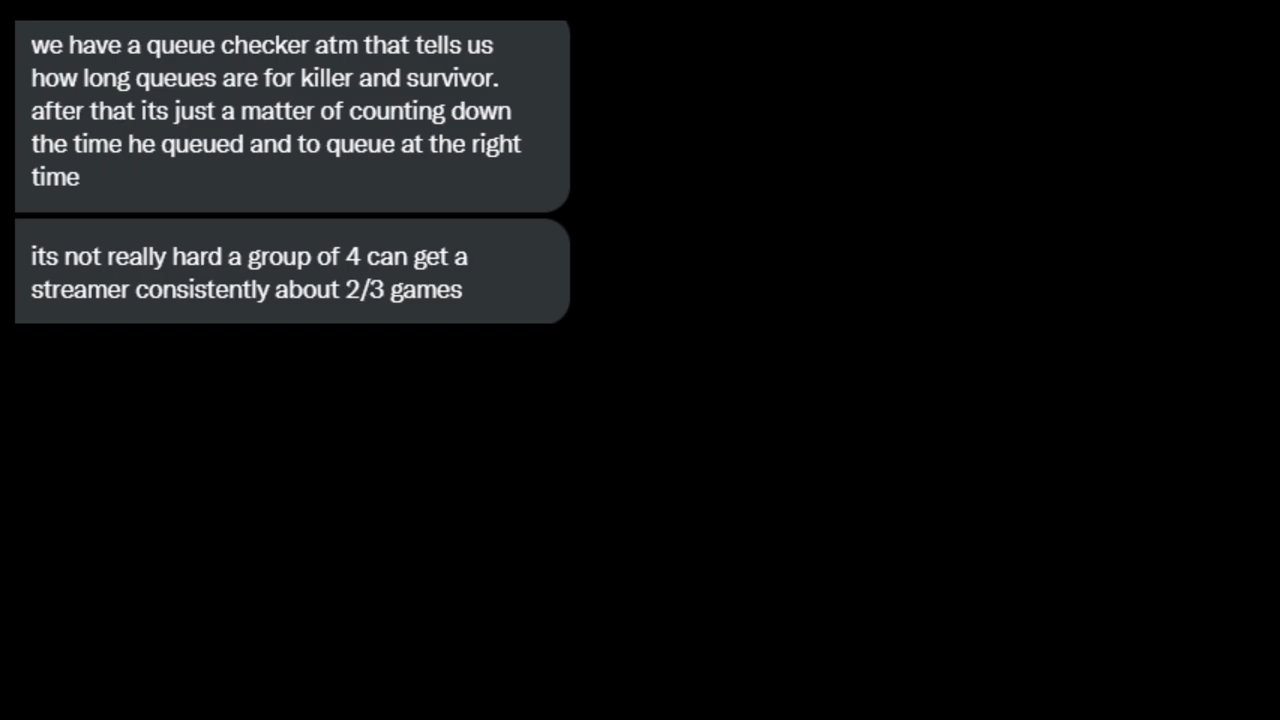 we have a queue checker atm that tells us
how long queues are for killer and survivor.
after that its just a matter of counting down
the time he queued and to queue at the right
time
its not really hard a group of 4 can get a
streamer consistently about 2/3 games